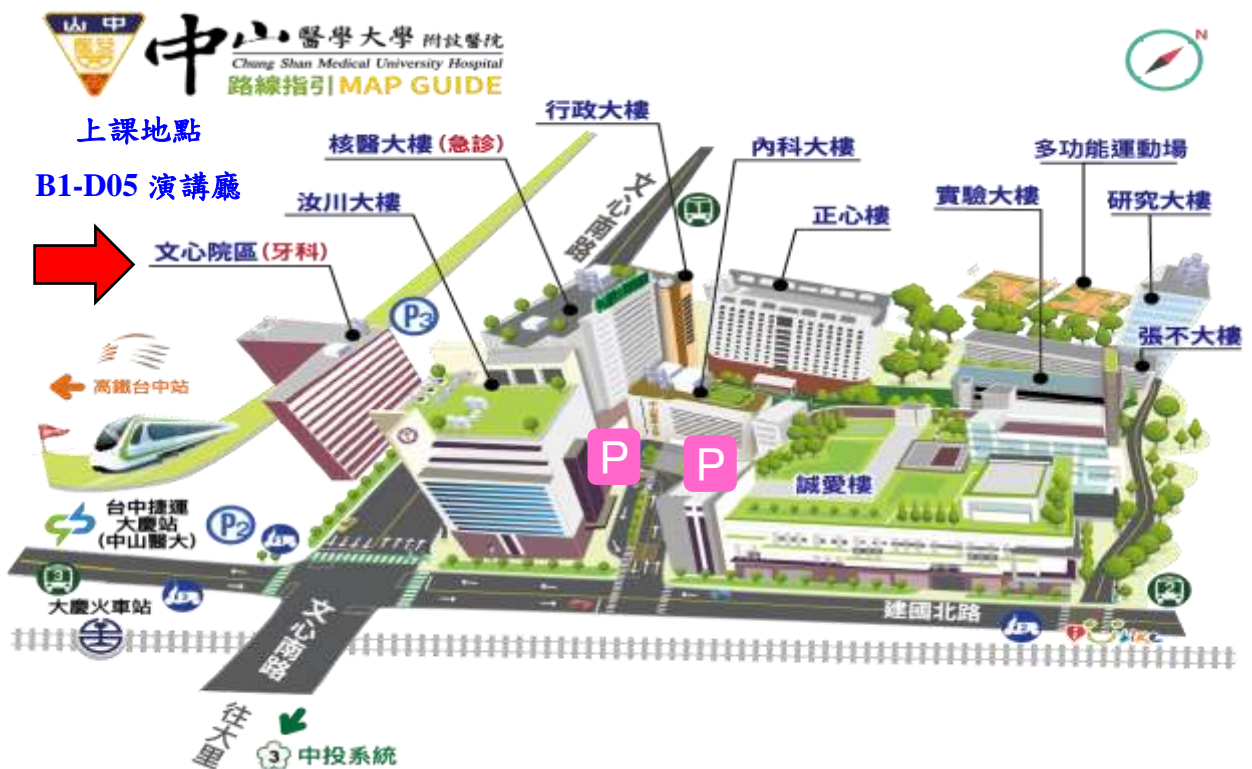 中山
中山醫學大學 附設醫院
Chung Shan Medical University Hospital
路線指引 MAP GUIDE
N
上課地點
B1-D05 演講廳
行政大樓
核醫大樓(急診)
內科大樓
多功能運動場
汝川大樓
文心南路
正心樓
實驗大樓
研究大樓
文心院區(牙科)
P3
張不大樓
高鐵台中站
P
P
誠愛樓
台中捷運
大慶站
(中山醫大)
P2
3
大慶火車站
2
建國北路
文心南路
往大里
3 中投系統